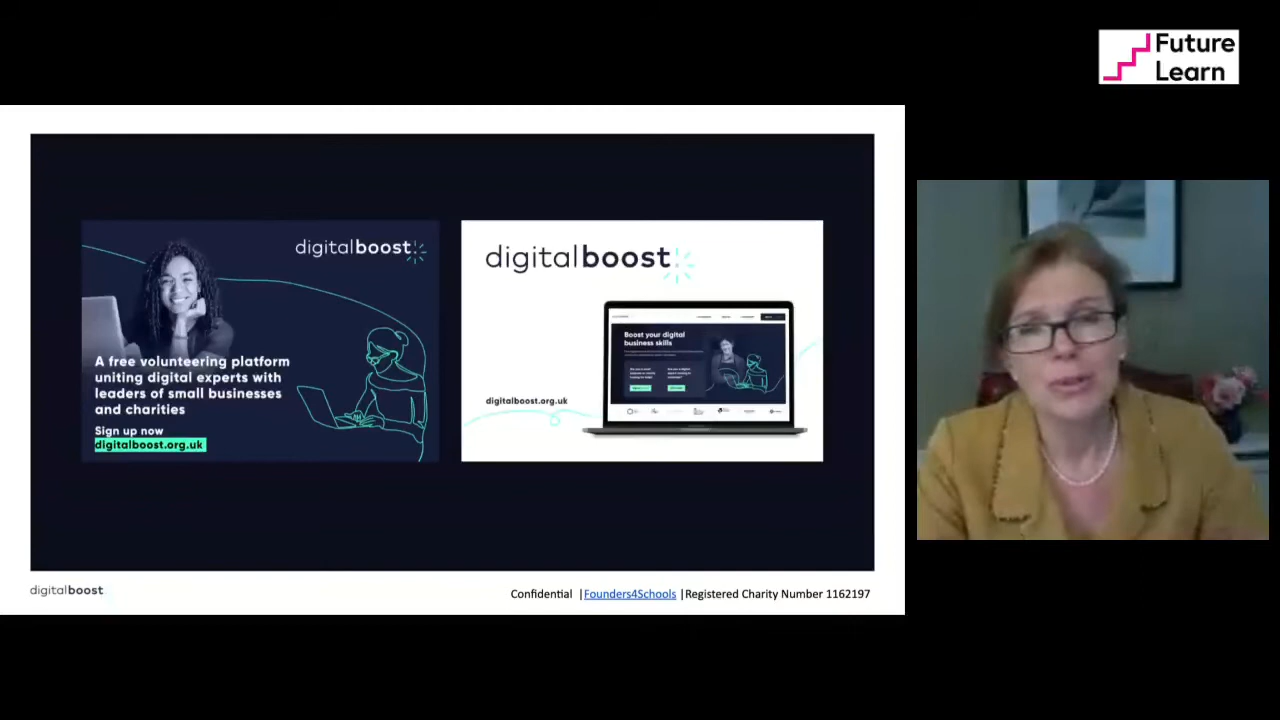 Future
Learn
digitalboost
A free volunteering platform
uniting digital experts with
leaders of small businesses
and charities
Sign up now
digitalboost.org.uk
digitalboost
Boost your digital
business skills
digitalboost.org.uk
digitalboost
Confidential |Founders4Schools |Registered Charity Number 1162197